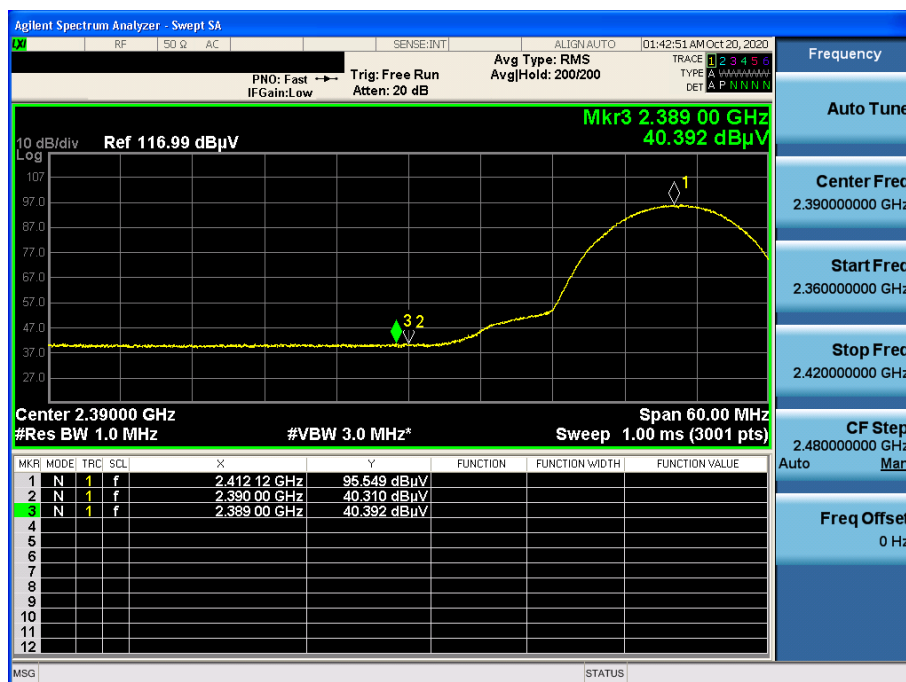 Agilent Spectrum Analyzer - Swept SA
LXI RF 50 Ω AC SENSE:INT ALIGN AUTO 01:42:51 AM Oct 20, 2020
PNO: Fast
IFGain:Low
Trig: Free Run
Atten: 20 dB
Avg Type: RMS
Avg|Hold: 200/200
TRACE 1 2 3 4 5 6
TYPE A WWWWW
DET A P N N N N
Mkr3 2.389 00 GHz
40.392 dBµV
10 dB/div Ref 116.99 dBµV
Log
107
97.0
87.0
77.0
67.0
57.0
47.0
37.0
27.0
1
3 2
Center 2.39000 GHz Span 60.00 MHz
#Res BW 1.0 MHz #VBW 3.0 MHz* Sweep 1.00 ms (3001 pts)
MKR MODE TRC SCL X Y FUNCTION FUNCTION WIDTH FUNCTION VALUE
1 N 1 f 2.412 12 GHz 95.549 dBµV
2 N 1 f 2.390 00 GHz 40.310 dBµV
3 N 1 f 2.389 00 GHz 40.392 dBµV
4
5
6
7
8
9
10
11
12
MSG STATUS
Frequency
Auto Tune
Center Freq
2.390000000 GHz
Start Freq
2.360000000 GHz
Stop Freq
2.420000000 GHz
CF Step
2.480000000 GHz
Auto Man
Freq Offset
0 Hz